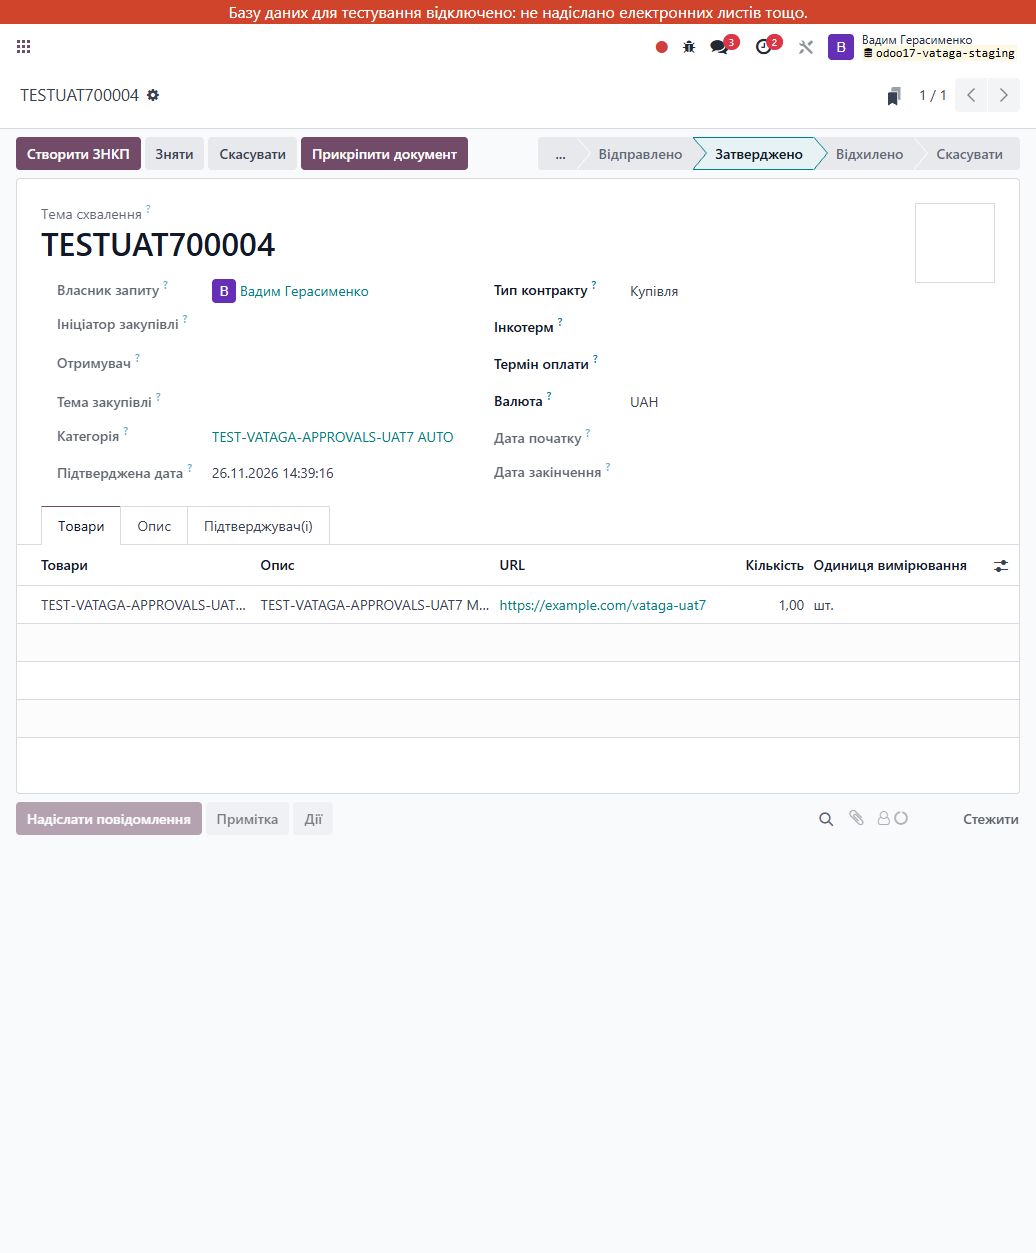 Базу даних для тестування відключено: не надіслано електронних листів тощо.
3
2
В
Вадим Герасименко
odoo17-vataga-staging
TESTUAT700004
1 / 1
Створити ЗНКП
Зняти
Скасувати
Прикріпити документ
...
Відправлено
Затверджено
Відхилено
Скасувати
Тема схвалення ?
TESTUAT700004
Власник запиту ?
В Вадим Герасименко
Ініціатор закупівлі ?
Отримувач ?
Тема закупівлі ?
Категорія ?
TEST-VATAGA-APPROVALS-UAT7 AUTO
Підтверджена дата ?
26.11.2026 14:39:16
Тип контракту ?
Купівля
Інкотерм ?
Термін оплати ?
Валюта ?
UAH
Дата початку ?
Дата закінчення ?
Товари
Опис
Підтверджувач(і)
Товари Опис URL Кількість Одиниця вимірювання
TEST-VATAGA-APPROVALS-UAT... TEST-VATAGA-APPROVALS-UAT7 M... https://example.com/vataga-uat7 1,00 шт.
Надіслати повідомлення
Примітка
Дії
Стежити